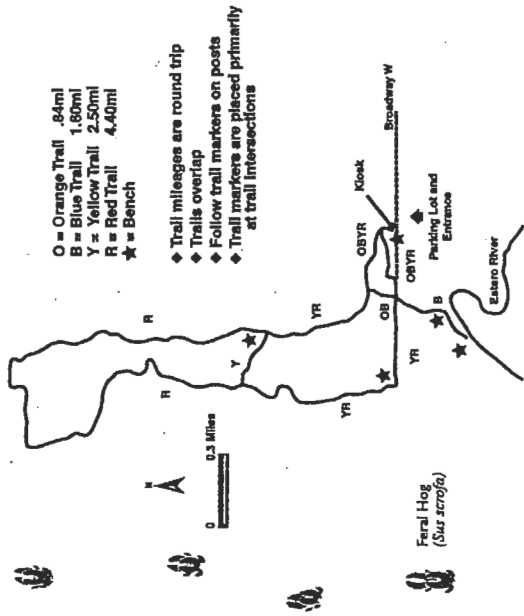 O = Orange Trail .84mi
B = Blue Trail 1.60mi
Y = Yellow Trail 2.50mi
R = Red Trail 4.40mi
★ = Bench
◆ Trail mileages are round trip
◆ Trails overlap
◆ Follow trail markers on posts
◆ Trail markers are placed primarily
at trail intersections
R
R
Y
YR
YR
N
0
0.3 Miles
OBYR
Kiosk
Broadway W
OB
OBYR
YR
B
Parking Lot and
Entrance
Estero River
Feral Hog
(Sus scrofa)